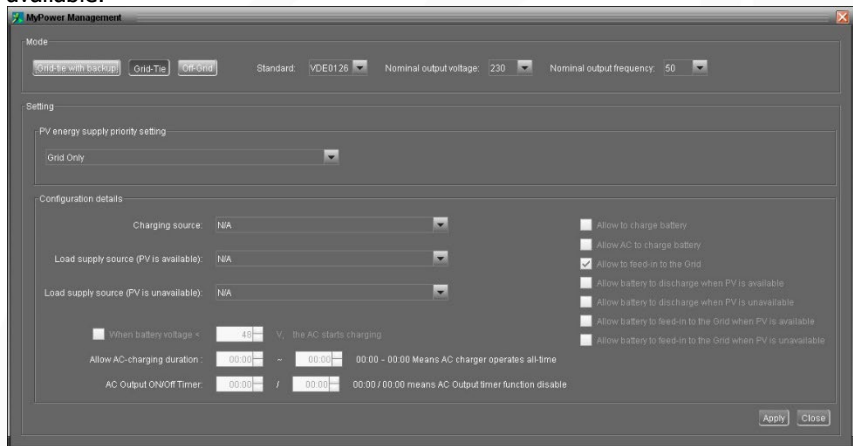 available.
MyPower Management
Mode
Grid-tie with backup Grid-Tie Off-Grid Standard: VDE0126 Nominal output voltage: 230 Nominal output frequency: 50
Setting
PV energy supply priority setting
Grid Only
Configuration details
Charging source: N/A
Load supply source (PV is available): N/A
Load supply source (PV is unavailable): N/A
When battery voltage < 48 V, the AC starts charging
Allow AC-charging duration : 00:00 ~ 00:00 00:00 – 00:00 Means AC charger operates all-time
AC Output ON/Off Timer: 00:00 / 00:00 00:00 / 00:00 means AC Output timer function disable
Allow to charge battery
Allow AC to charge battery
Allow to feed-in to the Grid
Allow battery to discharge when PV is available
Allow battery to discharge when PV is unavailable
Allow battery to feed-in to the Grid when PV is available
Allow battery to feed-in to the Grid when PV is unavailable
Apply Close